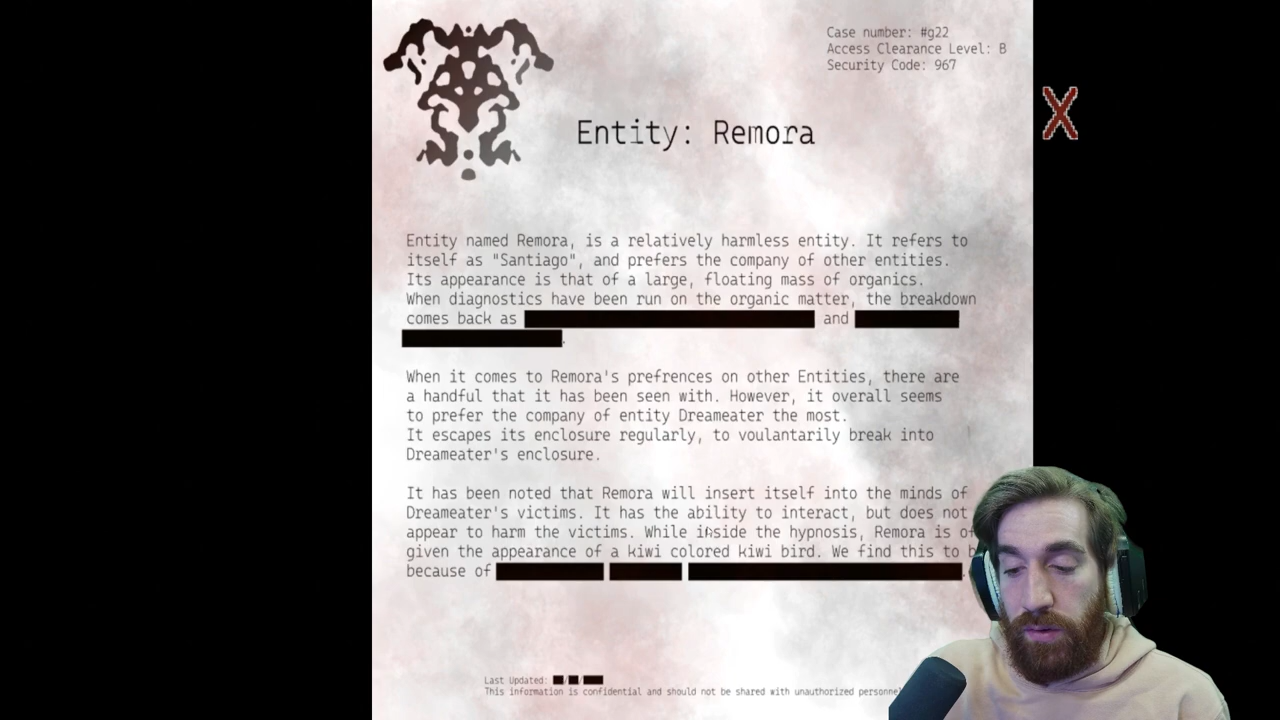 Case number: #g22
Access Clearance Level: B
Security Code: 967
X
Entity: Remora
Entity named Remora, is a relatively harmless entity. It refers to
itself as "Santiago", and prefers the company of other entities.
Its appearance is that of a large, floating mass of organics.
When diagnostics have been run on the organic matter, the breakdown
comes back as and
.
When it comes to Remora's prefrences on other Entities, there are
a handful that it has been seen with. However, it overall seems
to prefer the company of entity Dreameater the most.
It escapes its enclosure regularly, to voulantarily break into
Dreameater's enclosure.
It has been noted that Remora will insert itself into the minds of
Dreameater's victims. It has the ability to interact, but does not
appear to harm the victims. While inside the hypnosis, Remora is
given the appearance of a kiwi colored kiwi bird. We find this to
because of .
Last Updated: / /
This information is confidential and should not be shared with unauthorized